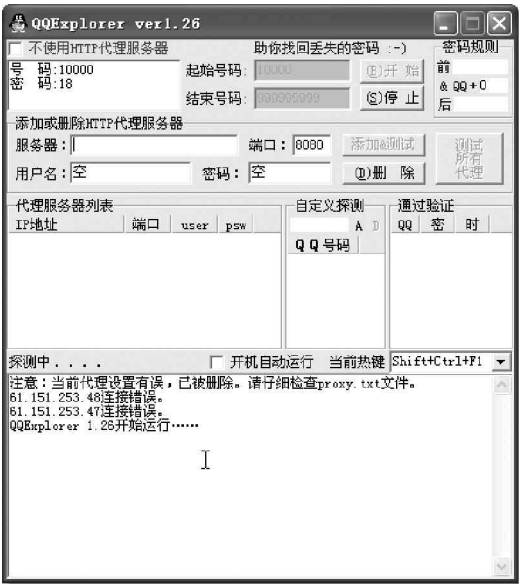 QQExplorer ver1.26
不使用HTTP代理服务器
助你找回丢失的密码 :-)
密码规则
号 码:10000
密 码:18
起始号码: 10000
(B)开 始
前
& QQ+0
后
结束号码:
(S)停 止
添加或删除HTTP代理服务器
服务器: 端口: 8080 添加&测试
测试
所有
代理
用户名: 空 密码: 空 (D)删 除
代理服务器列表
IP地址 端口 user psw
自定义探测
A D
QQ号码
通过验证
QQ 密 时
探测中.... 开机自动运行 当前热键 Shift+Ctrl+F1
注意:当前代理设置有误,已被删除。请仔细检查proxy.txt文件。
61.151.253.48连接错误。
61.151.253.47连接错误。
QQExplorer 1.26开始运行……